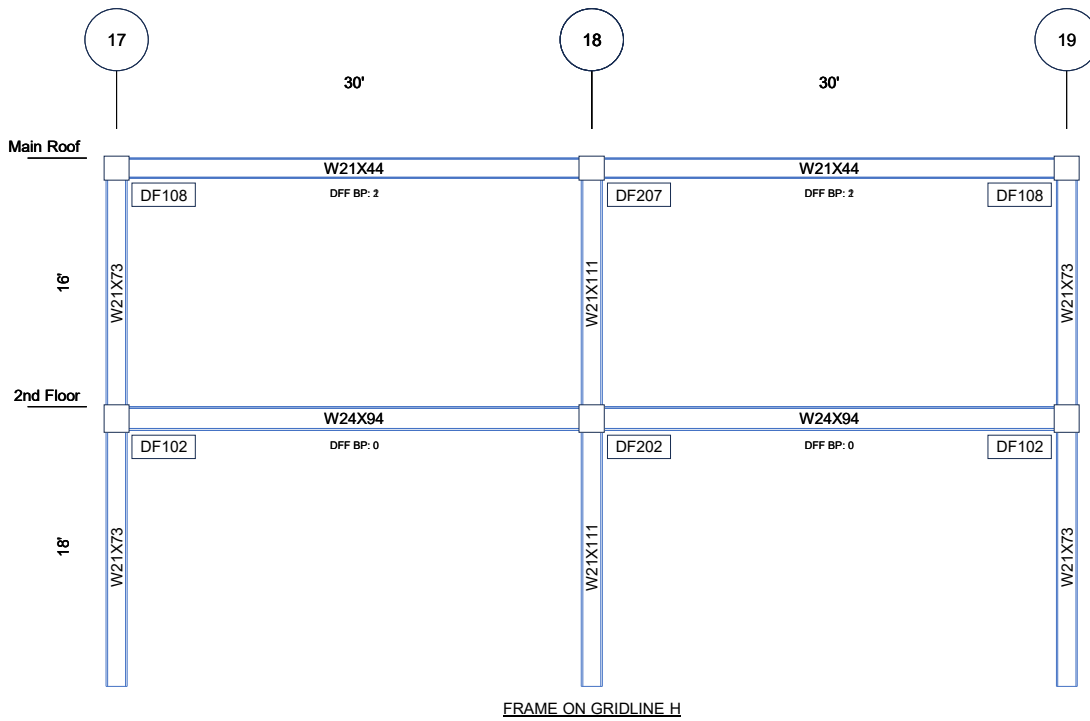 17
18
19
30'
30'
Main Roof
W21X44
W21X44
DF108
DFF BP: 2
DF207
DFF BP: 2
DF108
16'
W21X73
W21X111
W21X73
2nd Floor
W24X94
W24X94
DF102
DFF BP: 0
DF202
DFF BP: 0
DF102
18'
W21X73
W21X111
W21X73
FRAME ON GRIDLINE H